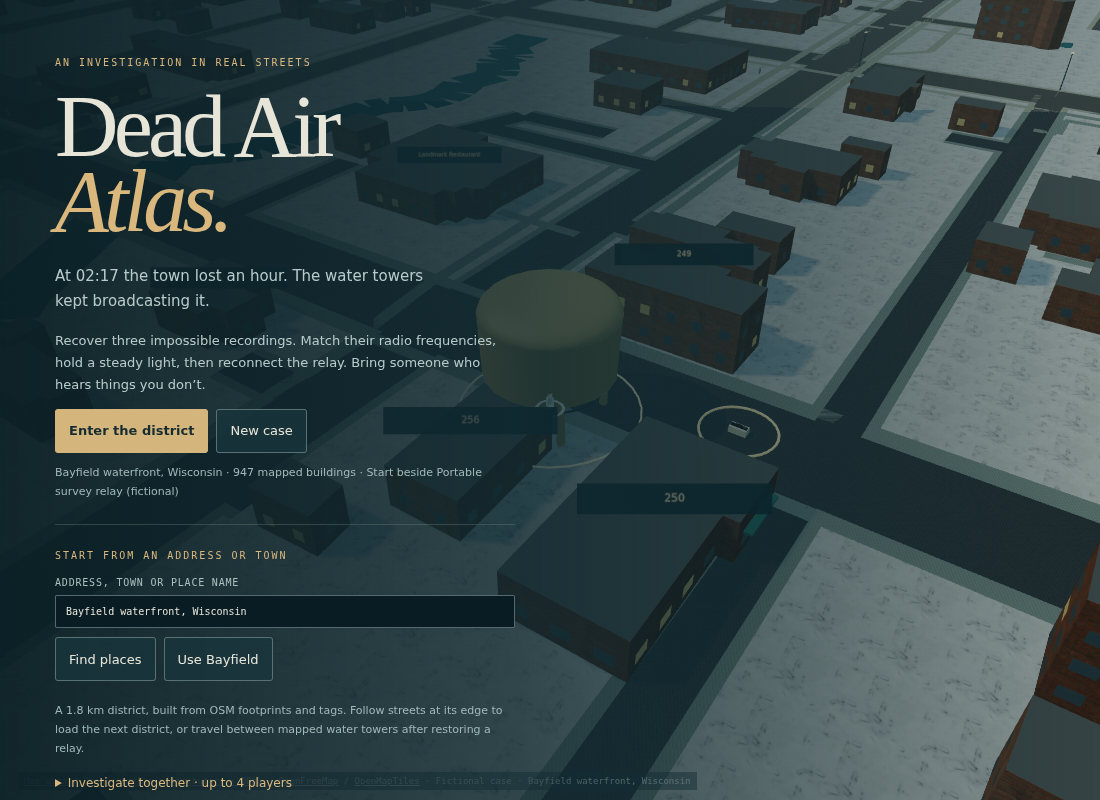 AN INVESTIGATION IN REAL STREETS
Dead Air
Atlas.
At 02:17 the town lost an hour. The water towers
kept broadcasting it.
Recover three impossible recordings. Match their radio frequencies,
hold a steady light, then reconnect the relay. Bring someone who
hears things you don’t.
Enter the district
New case
Bayfield waterfront, Wisconsin · 947 mapped buildings · Start beside Portable
survey relay (fictional)
START FROM AN ADDRESS OR TOWN
ADDRESS, TOWN OR PLACE NAME
Bayfield waterfront, Wisconsin
Find places
Use Bayfield
A 1.8 km district, built from OSM footprints and tags. Follow streets at its edge to
load the next district, or travel between mapped water towers after restoring a
relay.
Investigate together · up to 4 players
/ OpenMapTiles · Fictional case · Bayfield waterfront, Wisconsin
Landmark Restaurant
249
256
250